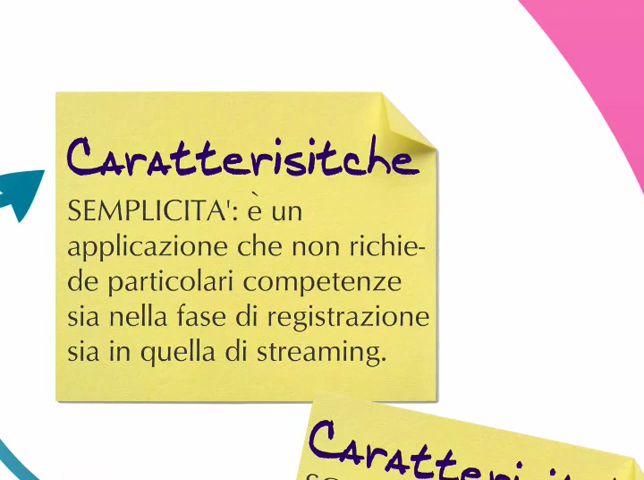 Caratterisitche
SEMPLICITA': è un
applicazione che non richie-
de particolari competenze
sia nella fase di registrazione
sia in quella di streaming.